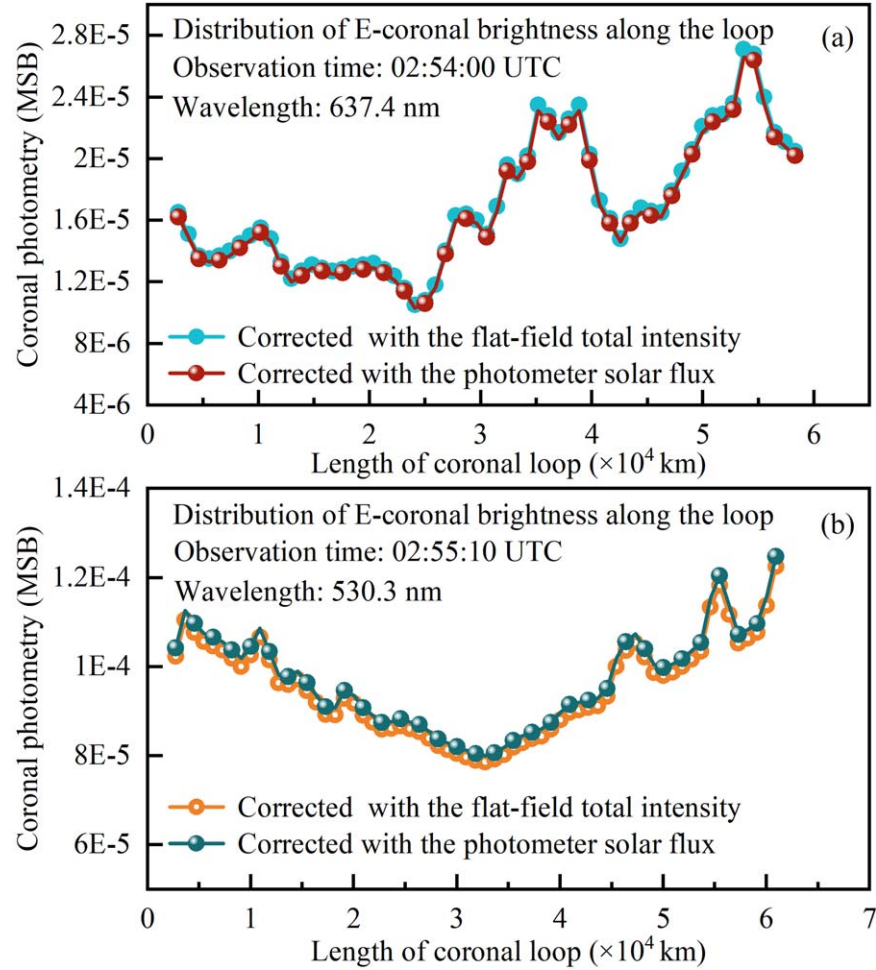 2.8E-5
2.4E-5
2E-5
1.6E-5
1.2E-5
8E-6
4E-6
Coronal photometry (MSB)
Distribution of E-coronal brightness along the loop
(a)
Observation time: 02:54:00 UTC
Wavelength: 637.4 nm
Corrected with the flat-field total intensity
Corrected with the photometer solar flux
0 1 2 3 4 5 6
Length of coronal loop (×10⁴ km)
1.4E-4
1.2E-4
1E-4
8E-5
6E-5
Coronal photometry (MSB)
Distribution of E-coronal brightness along the loop
(b)
Observation time: 02:55:10 UTC
Wavelength: 530.3 nm
Corrected with the flat-field total intensity
Corrected with the photometer solar flux
0 1 2 3 4 5 6 7
Length of coronal loop (×10⁴ km)